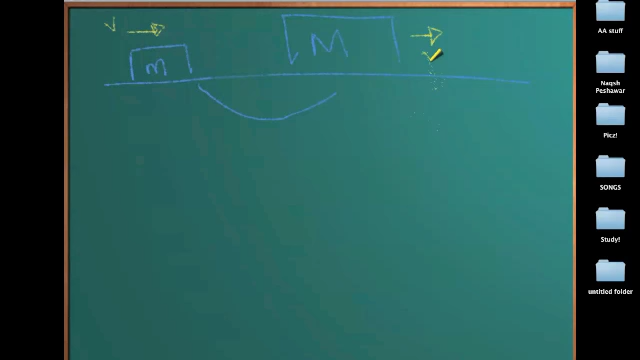 V
m
M
AA stuff
Naqsh
Peshawar
Picz!
SONGS
Study!
untitled folder